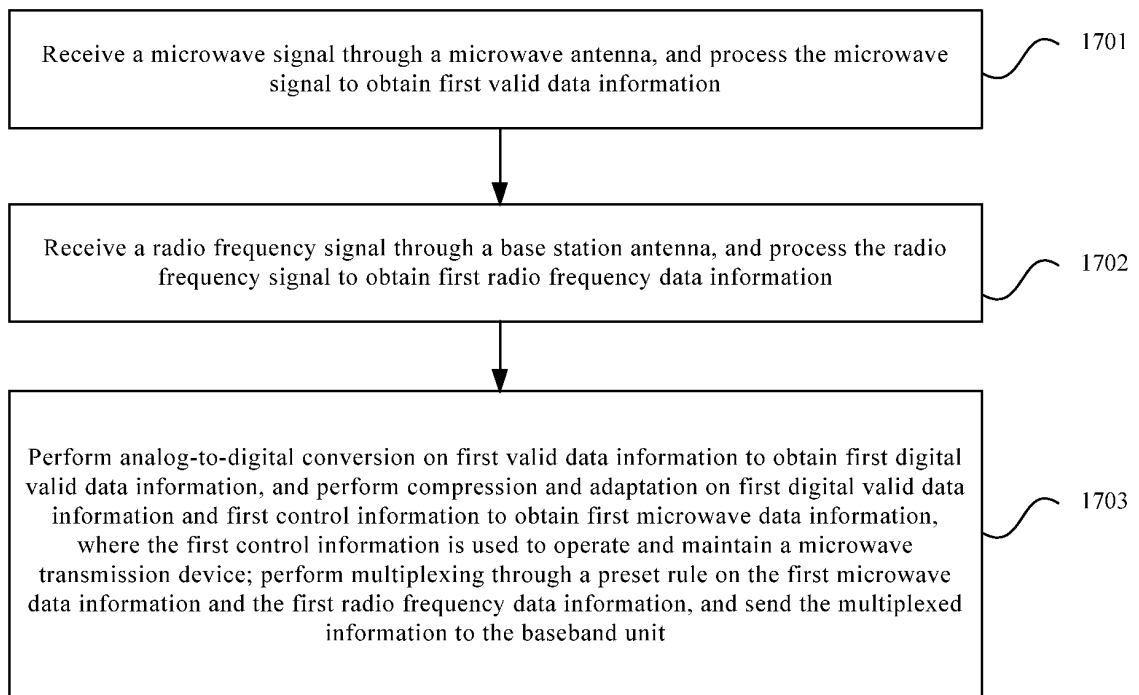 Receive a microwave signal through a microwave antenna, and process the microwave
signal to obtain first valid data information
1701
Receive a radio frequency signal through a base station antenna, and process the radio
frequency signal to obtain first radio frequency data information
1702
Perform analog-to-digital conversion on first valid data information to obtain first digital
valid data information, and perform compression and adaptation on first digital valid data
information and first control information to obtain first microwave data information,
where the first control information is used to operate and maintain a microwave
transmission device; perform multiplexing through a preset rule on the first microwave
data information and the first radio frequency data information, and send the multiplexed
information to the baseband unit
1703